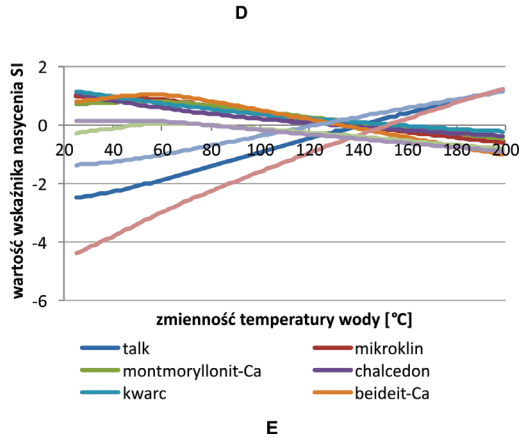 D
wartość wskaźnika nasycenia SI
2
0
-2
-4
-6
20 40 60 80 100 120 140 160 180 200
zmienność temperatury wody [°C]
talk mikroklin
montmoryllonit-Ca chalcedon
kwarc beideit-Ca
E